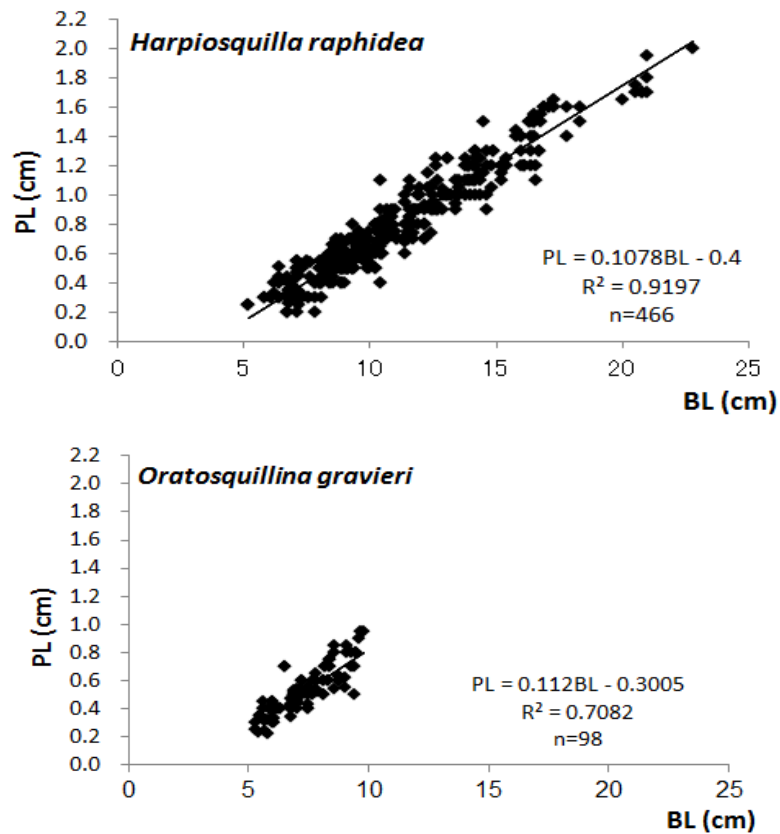 Harpiosquilla raphidea
2.2
2.0
1.8
1.6
1.4
1.2
1.0
0.8
0.6
0.4
0.2
0.0
PL (cm)
PL = 0.1078BL - 0.4
R² = 0.9197
n=466
0 5 10 15 20 25
BL (cm)
Oratosquillina gravieri
2.2
2.0
1.8
1.6
1.4
1.2
1.0
0.8
0.6
0.4
0.2
0.0
PL (cm)
PL = 0.112BL - 0.3005
R² = 0.7082
n=98
0 5 10 15 20 25
BL (cm)